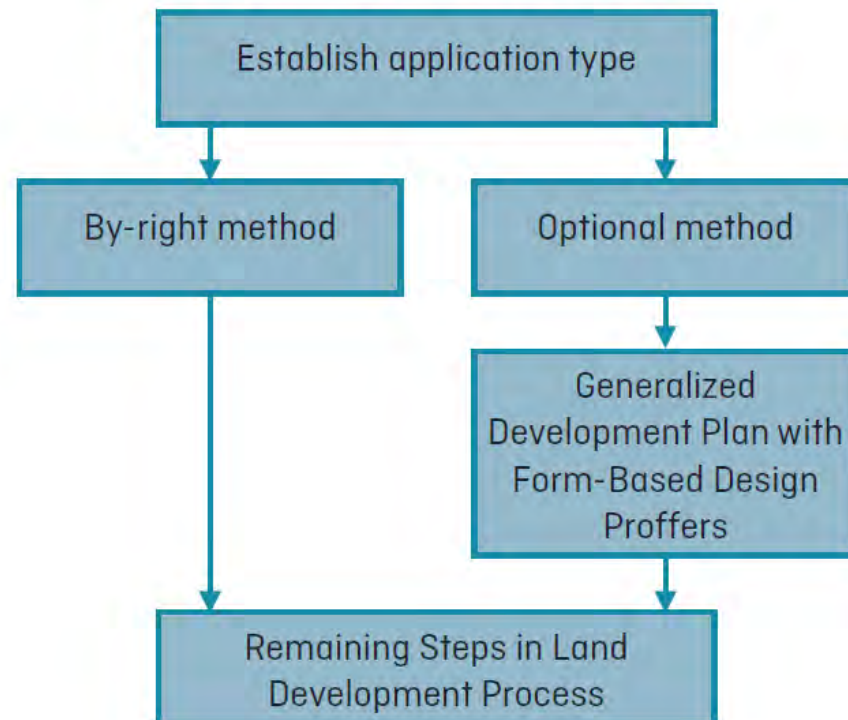 Establish application type
By-right method
Optional method
Generalized
Development Plan with
Form-Based Design
Proffers
Remaining Steps in Land
Development Process